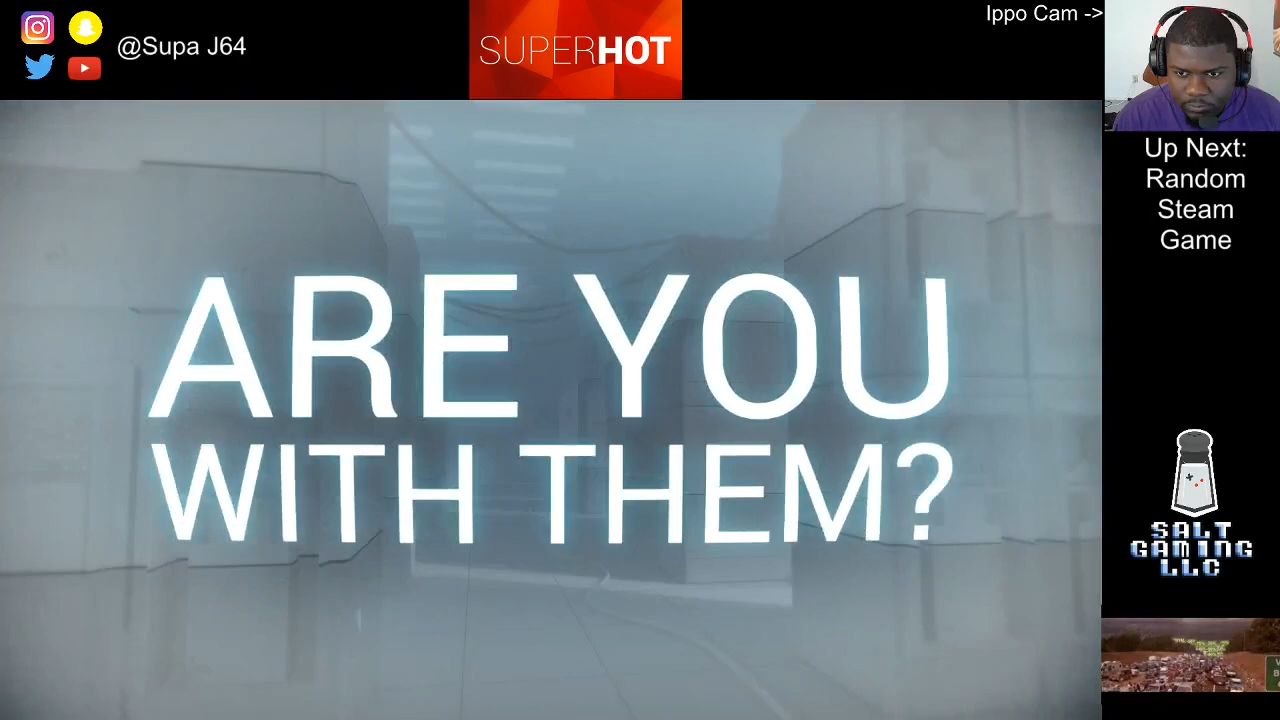 @Supa J64
SUPERHOT
Ippo Cam ->
ARE YOU
WITH THEM?
Up Next:
Random
Steam
Game
SALT
GAMING
LLC